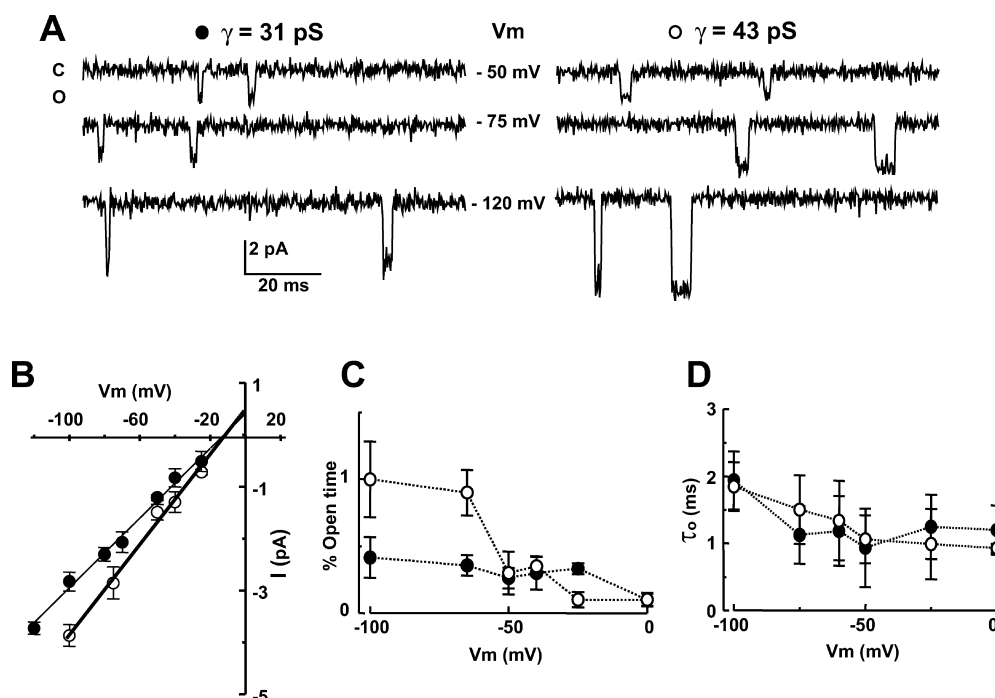 A
● γ = 31 pS
Vm
○ γ = 43 pS
C
O
- 50 mV
- 75 mV
- 120 mV
2 pA
20 ms
B
Vm (mV)
-100
-60
-20
20
1
-1
-3
-5
I (pA)
C
% Open time
1
0
-100
-50
0
Vm (mV)
D
τo (ms)
3
2
1
0
-100
-50
0
Vm (mV)